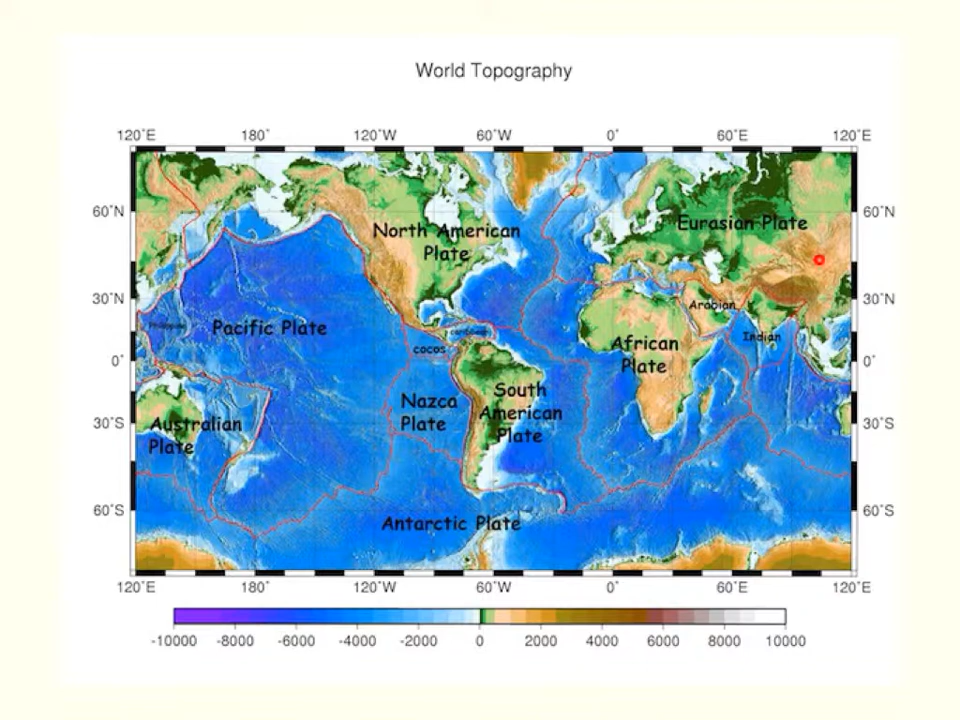 World Topography
120°E 180° 120°W 60°W 0° 60°E 120°E
60°N 60°N
Eurasian Plate
North American
Plate
30°N 30°N
Arabian
Philippine
Pacific Plate
caribbean
Indian
African
Plate
cocos
0° 0°
South
American
Plate
Nazca
Plate
Australian
Plate
30°S 30°S
60°S 60°S
Antarctic Plate
120°E 180° 120°W 60°W 0° 60°E 120°E
-10000 -8000 -6000 -4000 -2000 0 2000 4000 6000 8000 10000